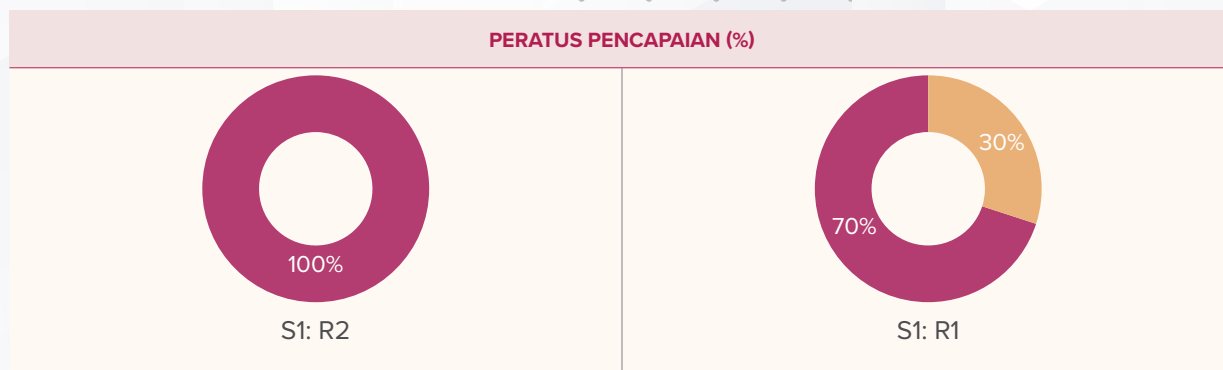 PERATUS PENCAPAIAN (%)
100%
S1: R2
30%
70%
S1: R1